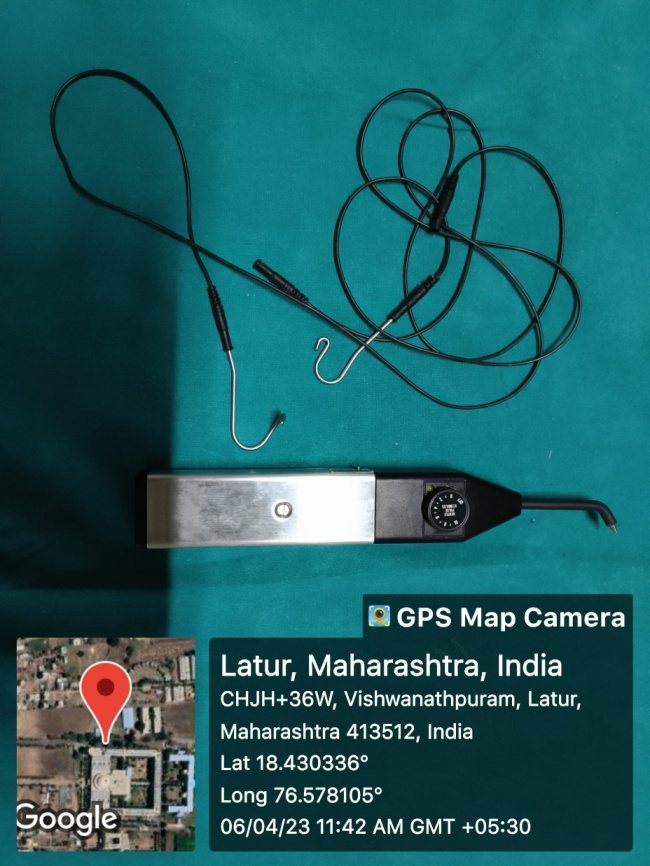 GPS Map Camera
Latur, Maharashtra, India
CHJH+36W, Vishwanathpuram, Latur,
Maharashtra 413512, India
Lat 18.430336°
Long 76.578105°
06/04/23 11:42 AM GMT +05:30
Google